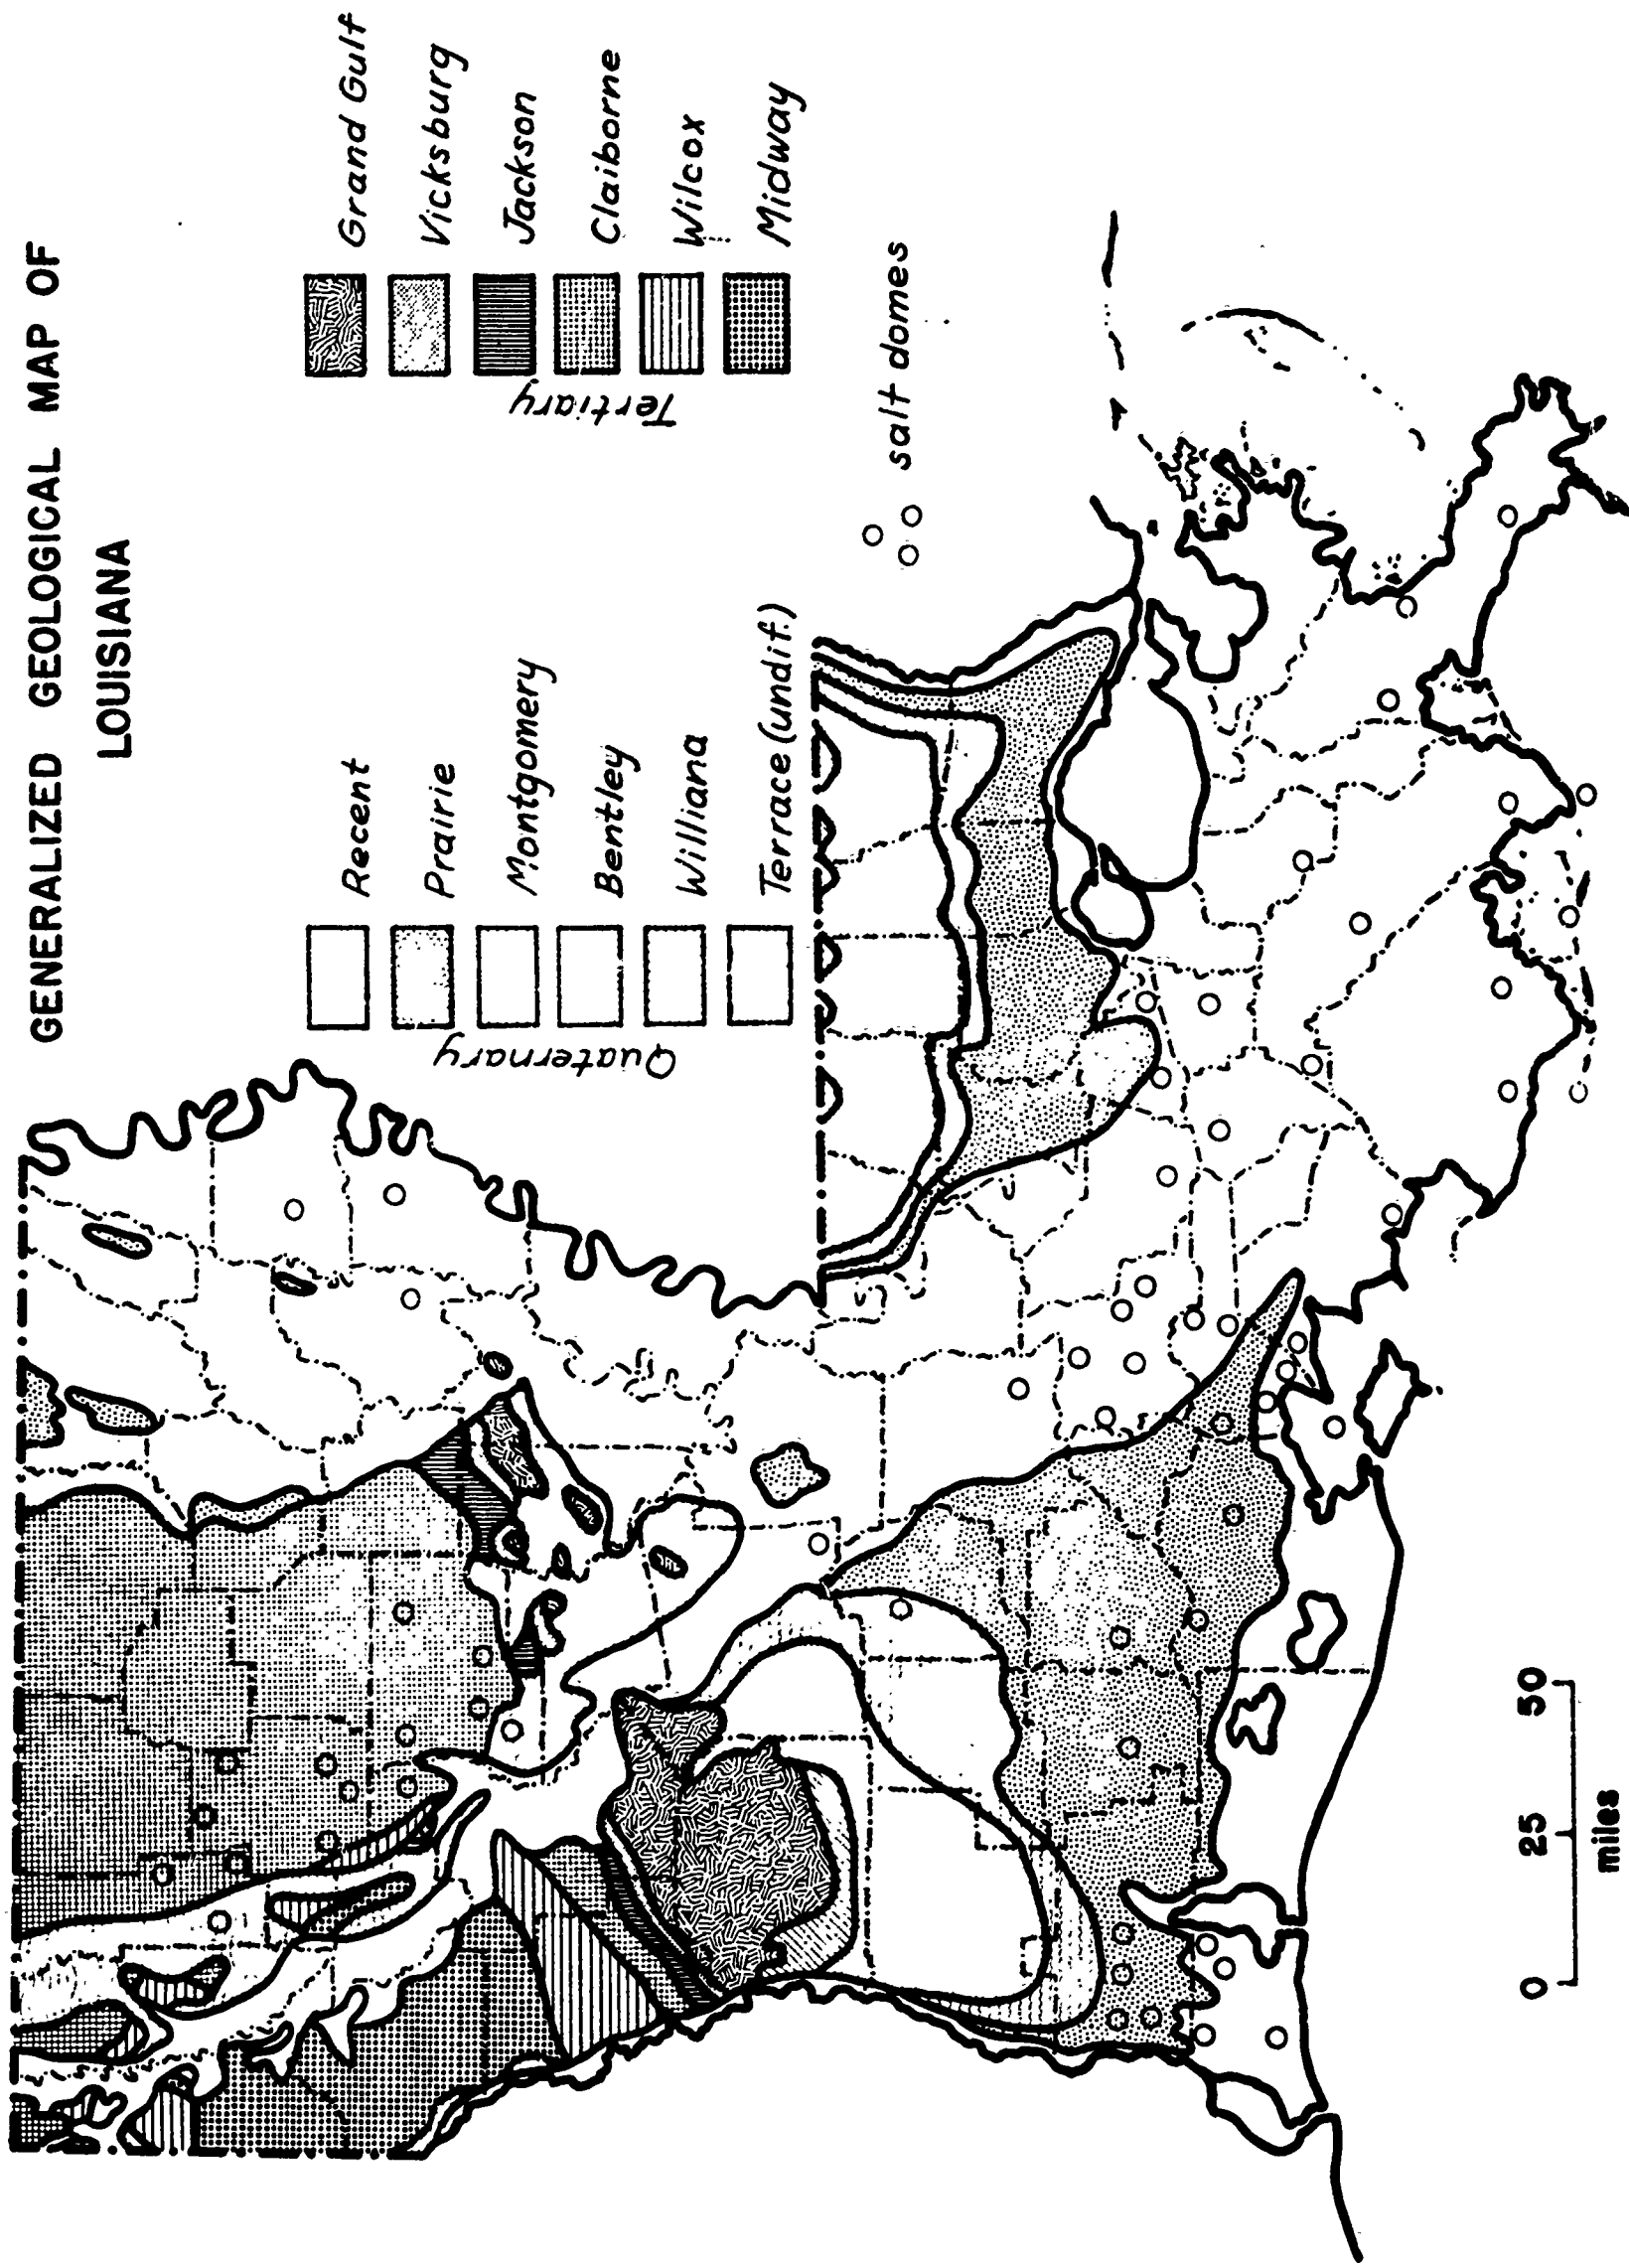 GENERALIZED GEOLOGICAL MAP OF
LOUISIANA
Quaternary
Recent
Prairie
Montgomery
Bentley
Williana
Terrace (undif.)
Tertiary
Grand Gulf
Vicksburg
Jackson
Claiborne
Wilcox
Midway
salt domes
0 25 50
miles